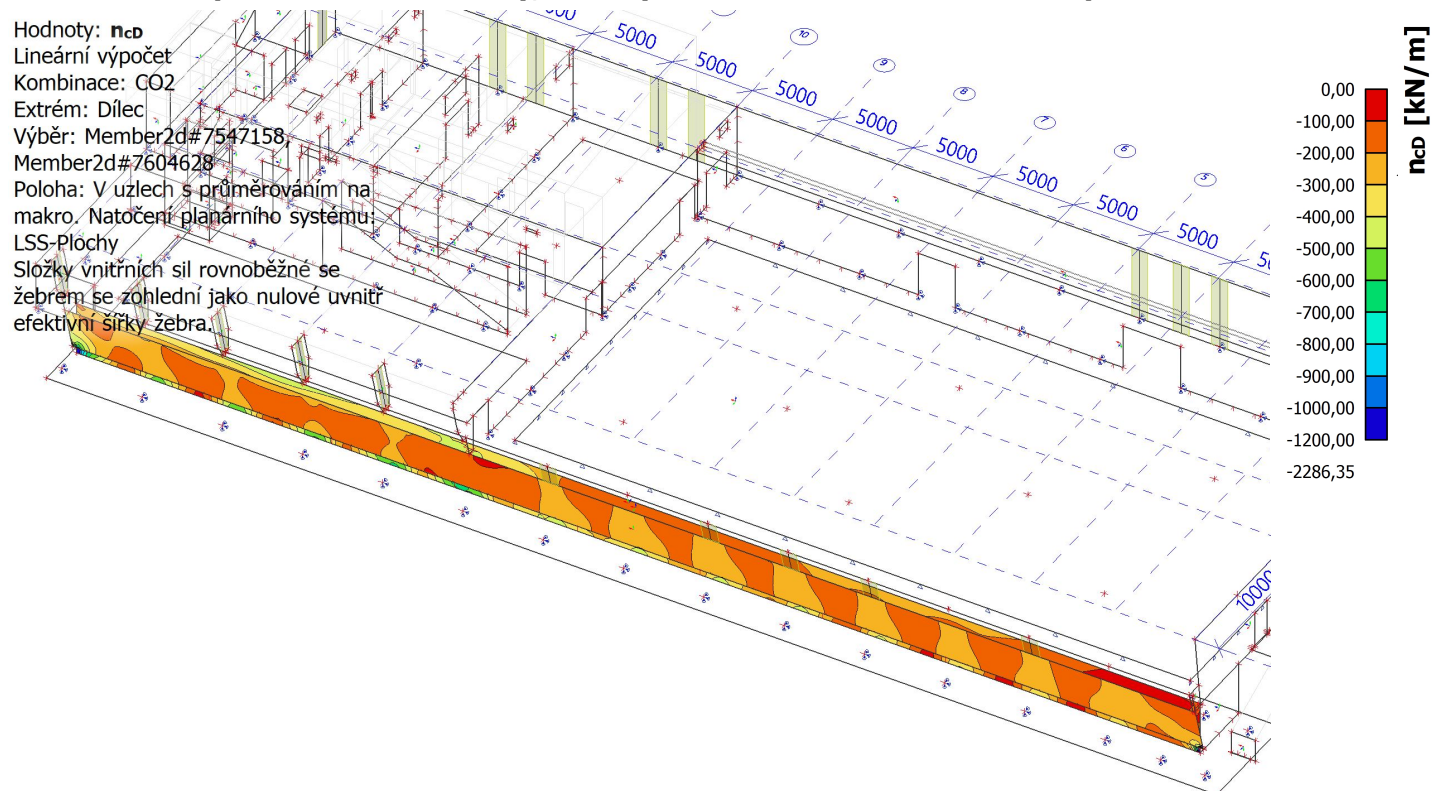 Hodnoty: ncD
Lineární výpočet
Kombinace: CO2
Extrém: Dílec
Výběr: Member2d#7547158,
Member2d#7604628
Poloha: V uzlech s průměrováním na
makro. Natočení planárního systému:
LSS-Plochy
Složky vnitřních sil rovnoběžné se
žebrem se zohlední jako nulové uvnitř
efektivní šířky žebra.
5000
5000
5000
5000
5000
5000
5000
5000
10
9
8
7
6
5
10000
ncD [kN/m]
0,00
-100,00
-200,00
-300,00
-400,00
-500,00
-600,00
-700,00
-800,00
-900,00
-1000,00
-1200,00
-2286,35